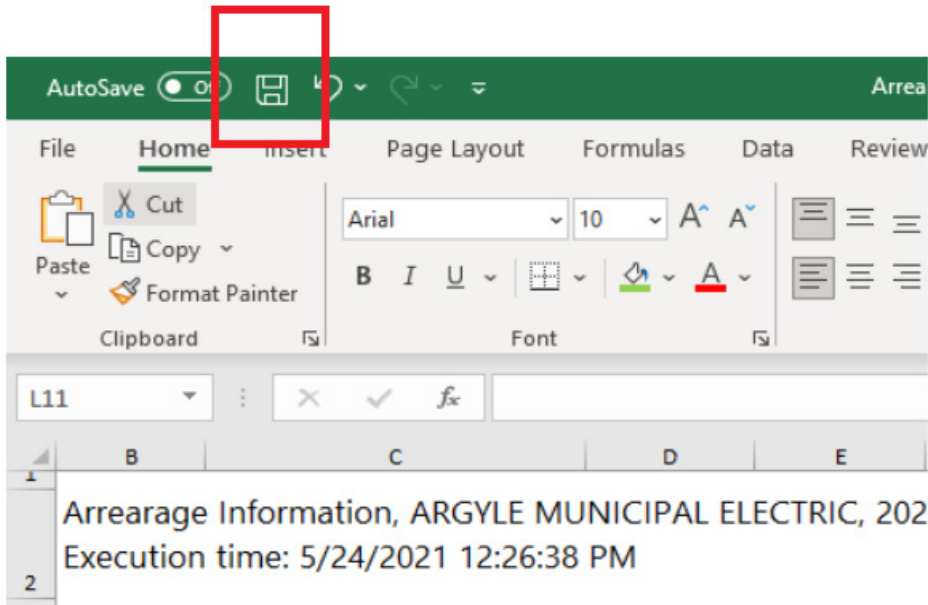 AutoSave Off Arrea
File Home Insert Page Layout Formulas Data Review
Cut
Copy
Paste
Format Painter
Arial 10 A^ Aˇ
B I U A
Clipboard Font
L11 fx
B C D E
1
Arrearage Information, ARGYLE MUNICIPAL ELECTRIC, 202
Execution time: 5/24/2021 12:26:38 PM
2